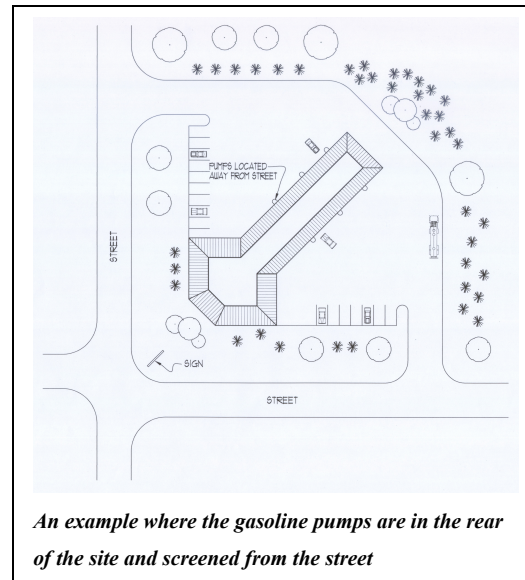 PUMPS LOCATED
AWAY FROM STREET
STREET
SIGN
STREET
An example where the gasoline pumps are in the rear
of the site and screened from the street